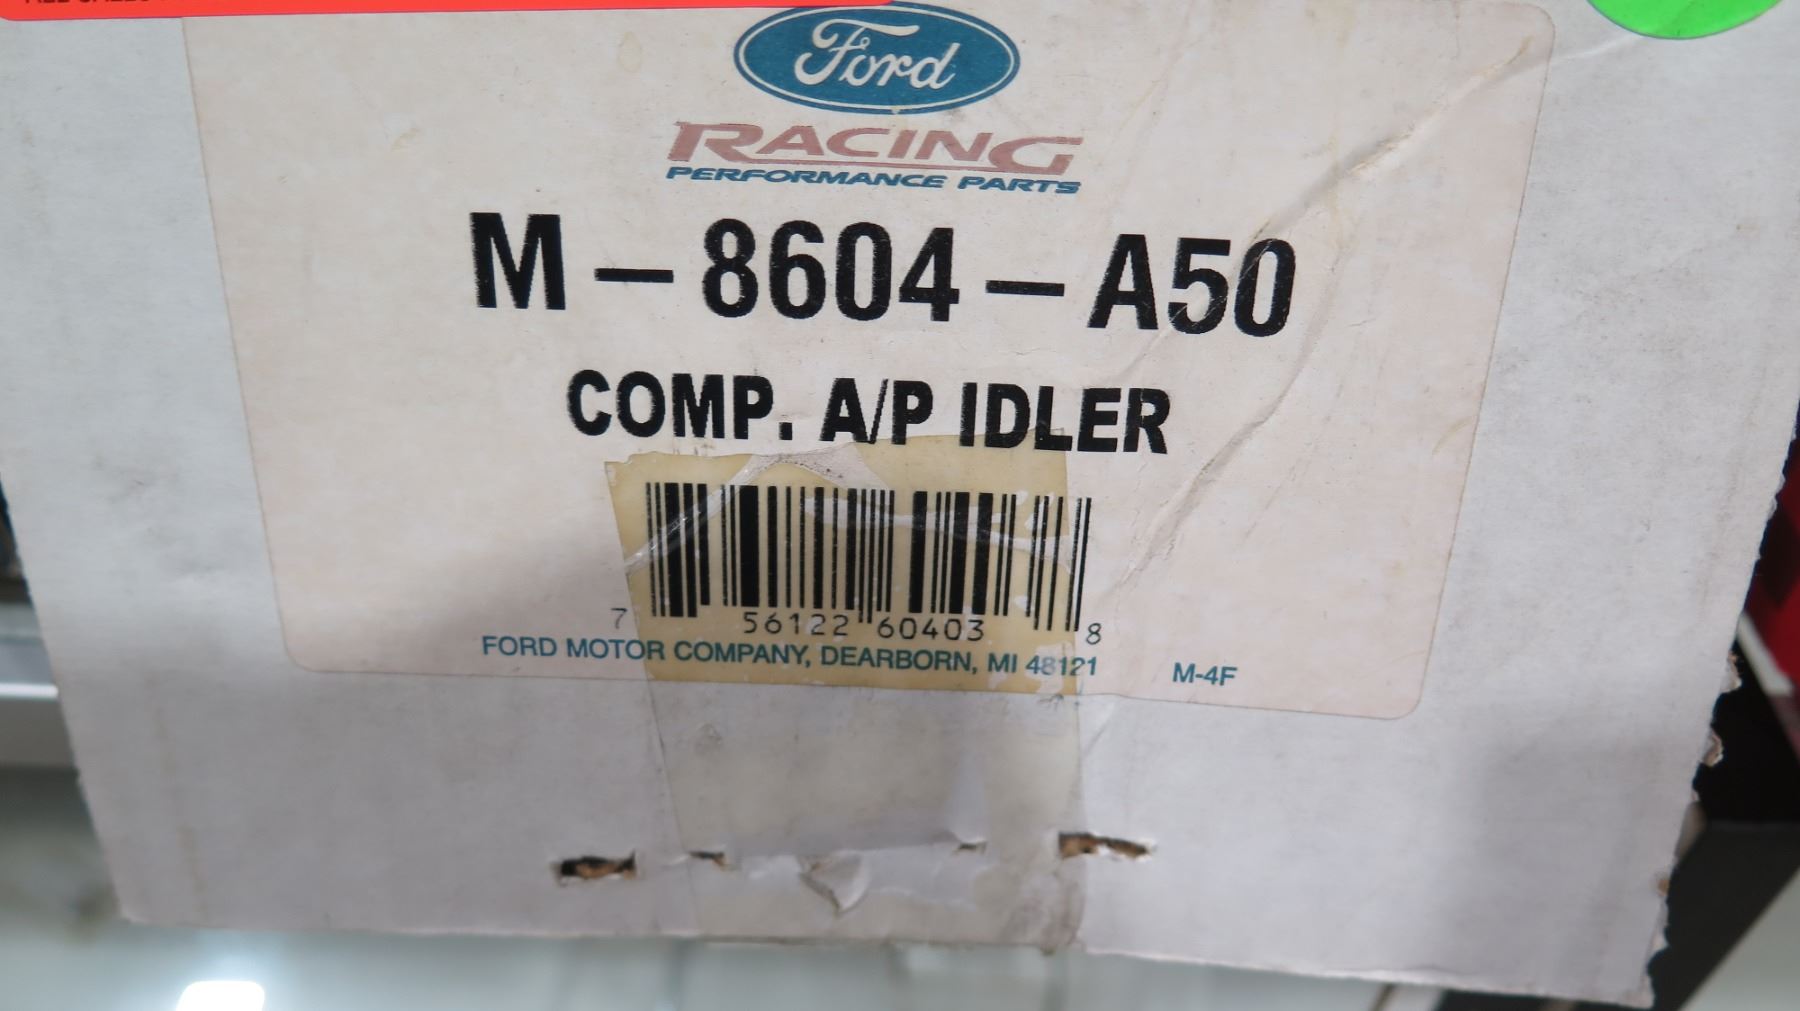 Ford
RACING
PERFORMANCE PARTS
M – 8604 – A50
COMP. A/P IDLER
7 56122 60403 8
FORD MOTOR COMPANY, DEARBORN, MI 48121 M-4F